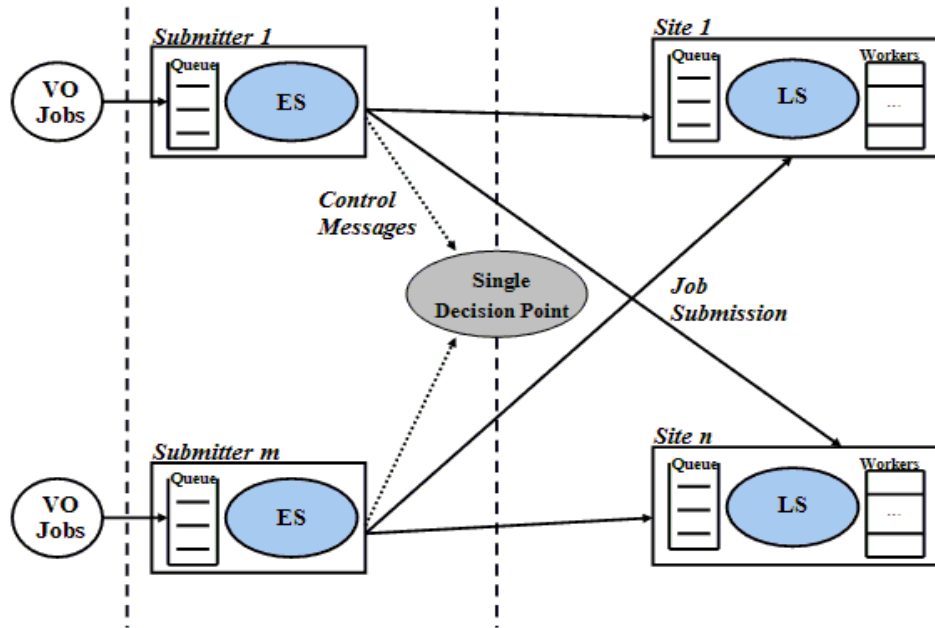 Submitter 1
Site 1
VO
Jobs
Queue
ES
Queue
LS
Workers
...
Control
Messages
Single
Decision Point
Job
Submission
Submitter m
Site n
VO
Jobs
Queue
ES
Queue
LS
Workers
...